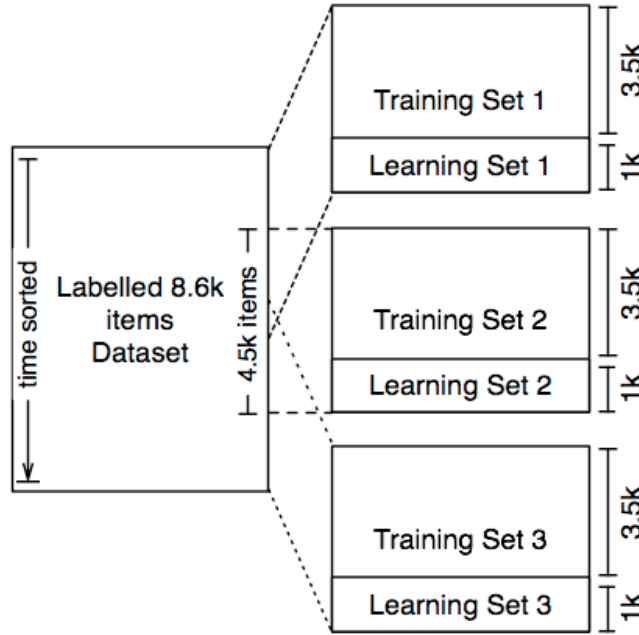 time sorted
Labelled 8.6k
items
Dataset
4.5k items
Training Set 1
3.5k
Learning Set 1
1k
Training Set 2
3.5k
Learning Set 2
1k
Training Set 3
3.5k
Learning Set 3
1k